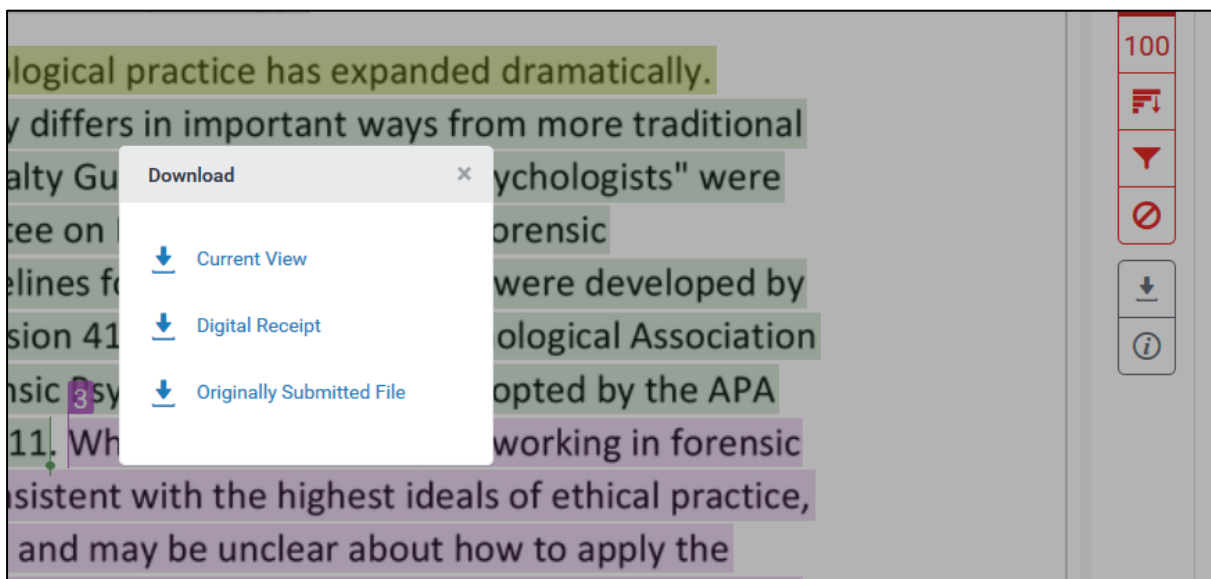 ological practice has expanded dramatically.
y differs in important ways from more traditional
alty Gu ychologists" were
tee on orensic
elines fo were developed by
sion 41 ological Association
nsic Psy opted by the APA
3
11. Wh working in forensic
nsistent with the highest ideals of ethical practice,
and may be unclear about how to apply the
Download ×
Current View
Digital Receipt
Originally Submitted File
100
i